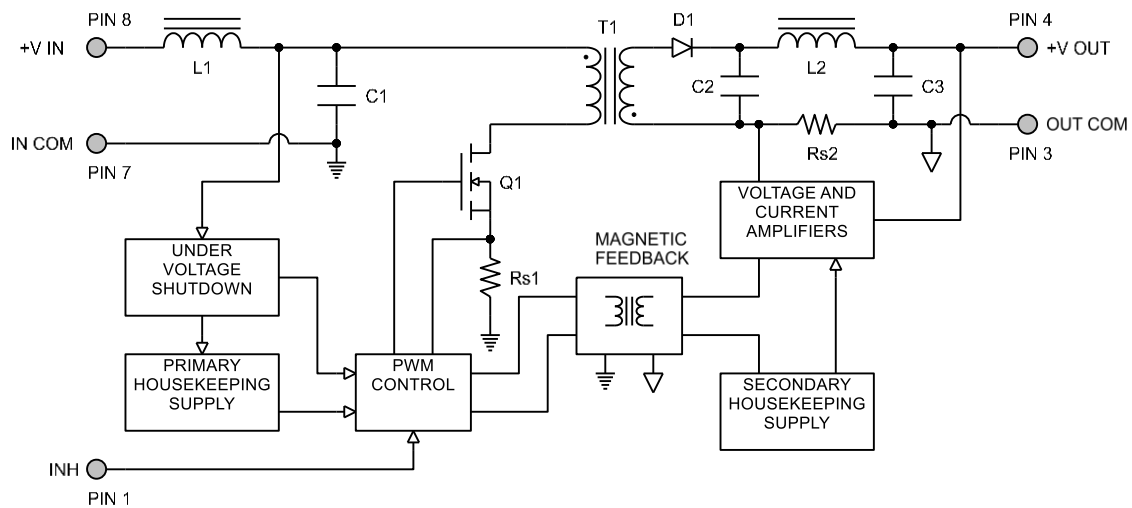 PIN 8
+V IN
L1
C1
IN COM
PIN 7
T1
D1
C2
L2
C3
PIN 4
+V OUT
OUT COM
PIN 3
Rs2
Q1
Rs1
UNDER
VOLTAGE
SHUTDOWN
PRIMARY
HOUSEKEEPING
SUPPLY
PWM
CONTROL
MAGNETIC
FEEDBACK
VOLTAGE AND
CURRENT
AMPLIFIERS
SECONDARY
HOUSEKEEPING
SUPPLY
INH
PIN 1